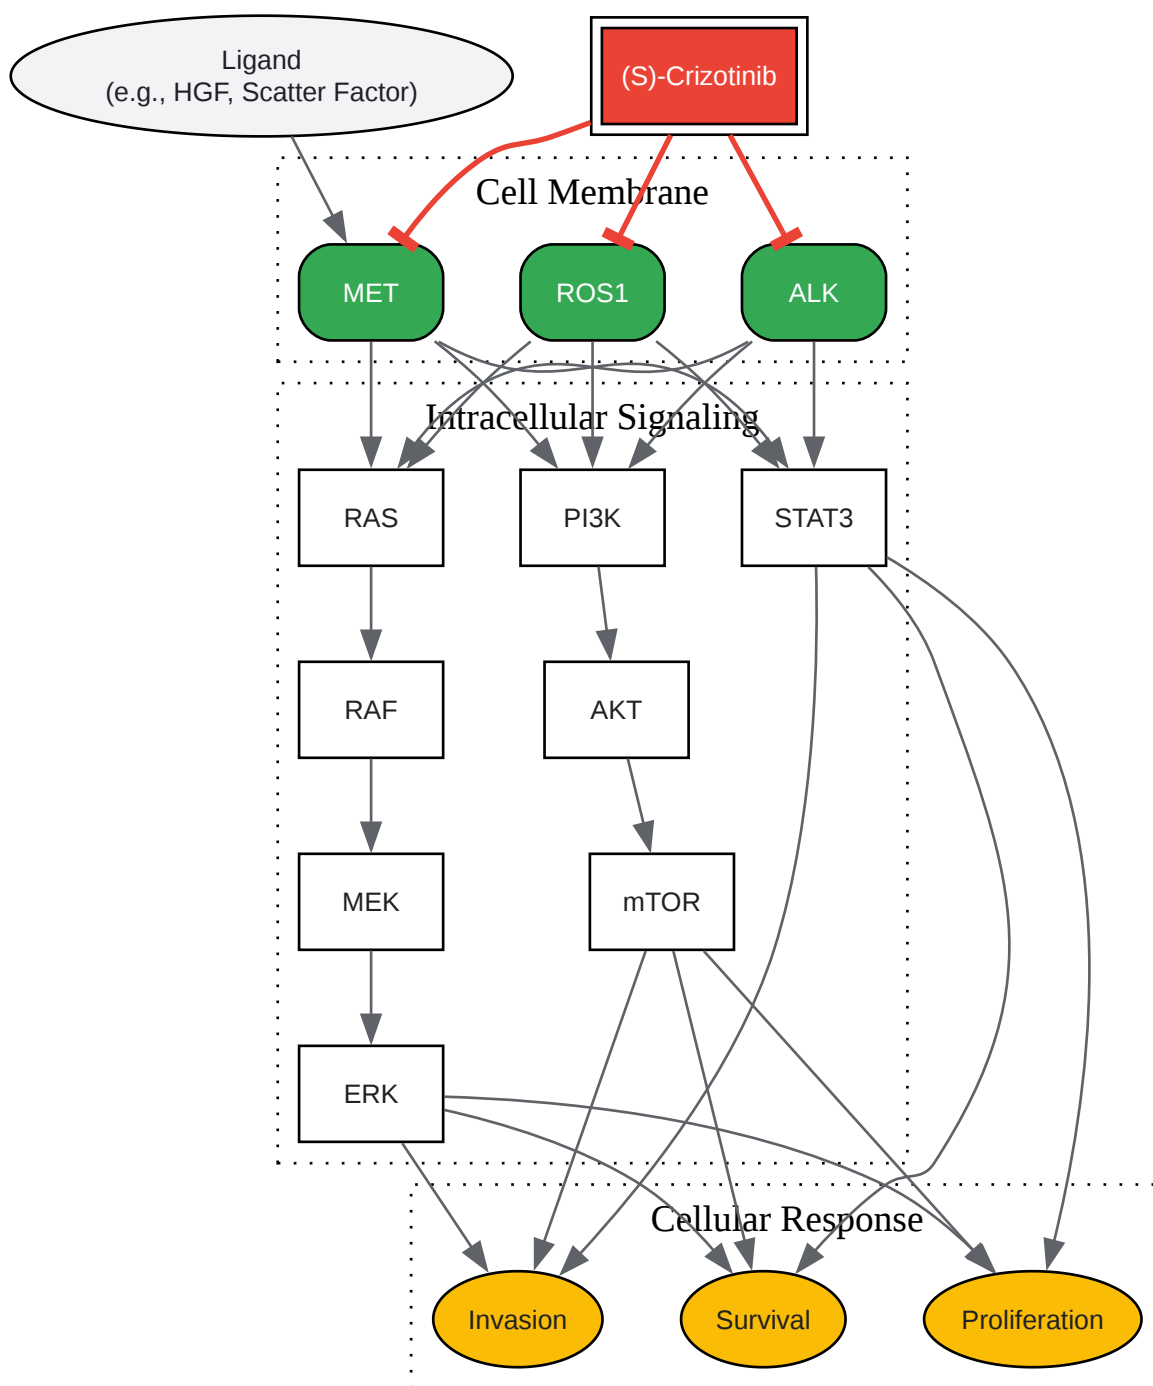 Ligand
(e.g., HGF, Scatter Factor)
(S)-Crizotinib
Cell Membrane
MET
ROS1
ALK
Intracellular Signaling
RAS
PI3K
STAT3
RAF
AKT
MEK
mTOR
ERK
Cellular Response
Invasion
Survival
Proliferation